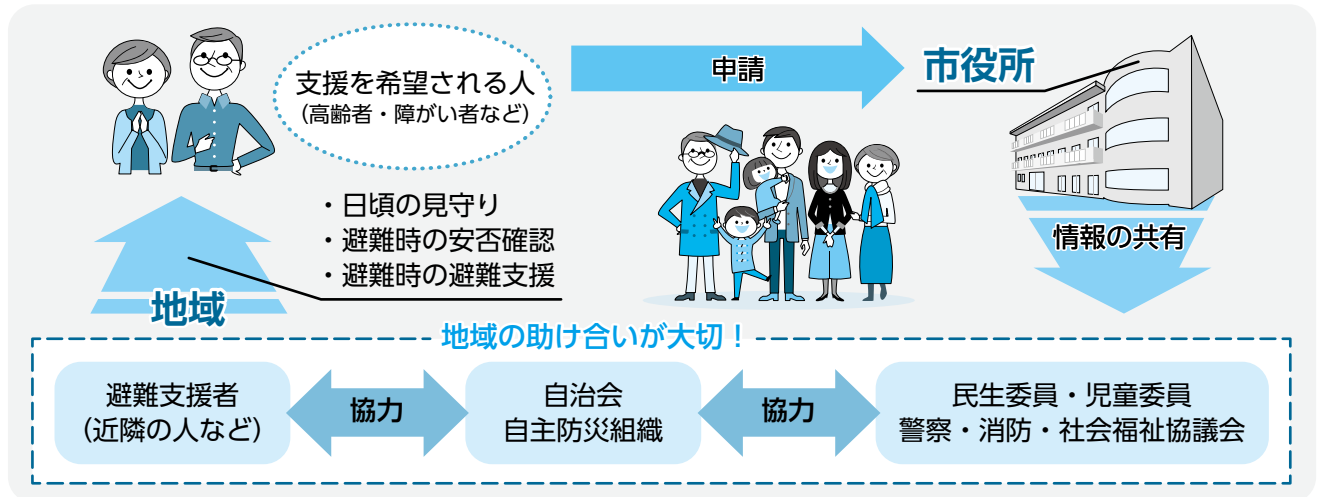 支援を希望される人
(高齢者・障がい者など)
申請
市役所
・日頃の見守り
・避難時の安否確認
・避難時の避難支援
情報の共有
地域
地域の助け合いが大切！
避難支援者
(近隣の人など)
協力
自治会
自主防災組織
協力
民生委員・児童委員
警察・消防・社会福祉協議会